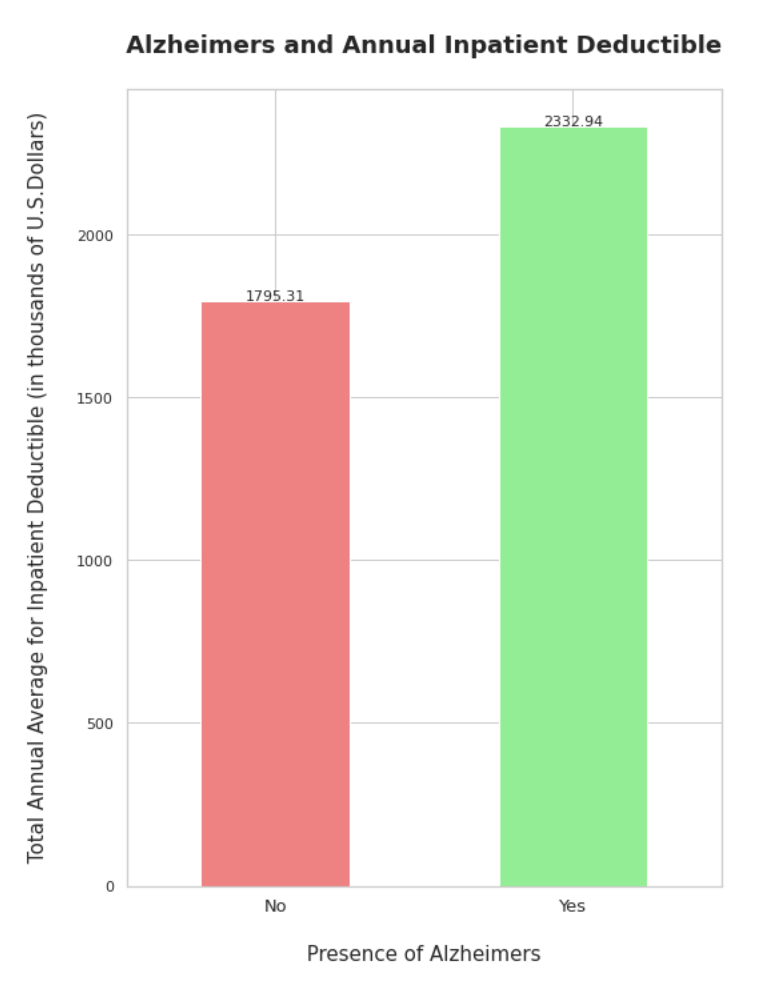 Alzheimers and Annual Inpatient Deductible
Total Annual Average for Inpatient Deductible (in thousands of U.S.Dollars)
2332.94
2000
1795.31
1500
1000
500
0
No
Yes
Presence of Alzheimers